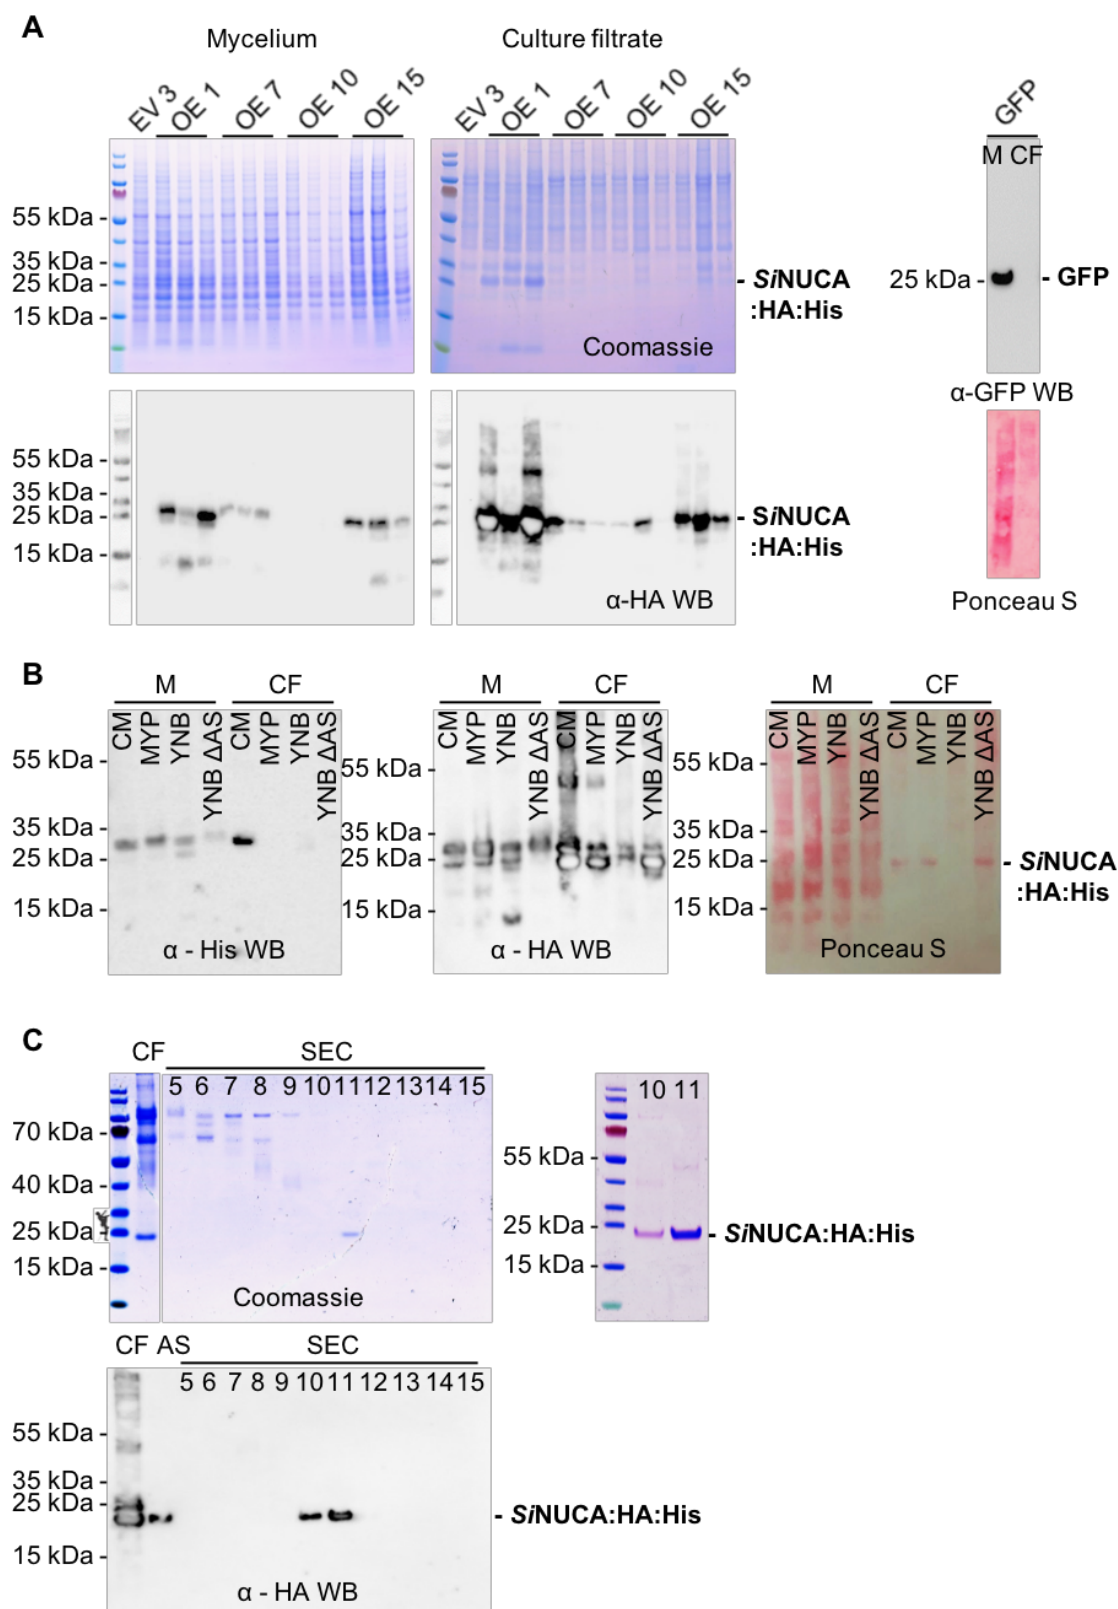 A
Mycelium
Culture filtrate
EV 3
OE 1
OE 7
OE 10
OE 15
EV 3
OE 1
OE 7
OE 10
OE 15
GFP
M CF
55 kDa -
35 kDa -
25 kDa -
15 kDa -
Coomassie
- SiNUCA
:HA:His
25 kDa -
- GFP
α-GFP WB
55 kDa -
35 kDa -
25 kDa -
15 kDa -
α-HA WB
- SiNUCA
:HA:His
Ponceau S
B
M
CF
CM
MYP
YNB
YNB ΔAS
CM
MYP
YNB
YNB ΔAS
55 kDa -
35 kDa -
25 kDa -
15 kDa -
α - His WB
M
CF
CM
MYP
YNB
YNB ΔAS
CM
MYP
YNB
YNB ΔAS
55 kDa -
35 kDa -
25 kDa -
15 kDa -
α - HA WB
M
CF
CM
MYP
YNB
YNB ΔAS
CM
MYP
YNB
YNB ΔAS
55 kDa -
35 kDa -
25 kDa -
15 kDa -
Ponceau S
- SiNUCA
:HA:His
C
CF
SEC
5 6 7 8 9 10 11 12 13 14 15
70 kDa -
40 kDa -
25 kDa -
15 kDa -
Coomassie
10 11
55 kDa -
25 kDa -
15 kDa -
- SiNUCA:HA:His
CF AS
SEC
5 6 7 8 9 10 11 12 13 14 15
55 kDa -
35 kDa -
25 kDa -
15 kDa -
- SiNUCA:HA:His
α - HA WB